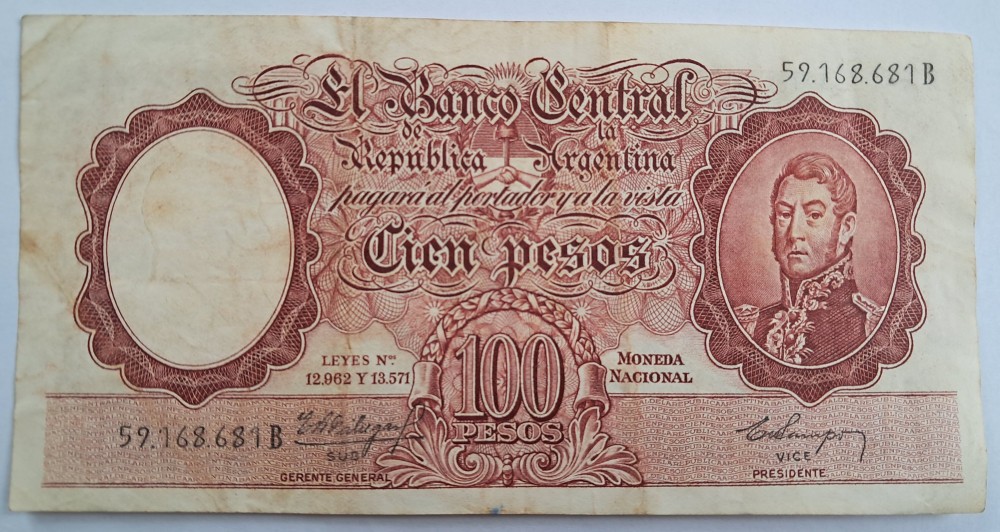 59.168.681B
El Banco Central
de la
República Argentina
pagará al portador y a la vista
Cien pesos
LEYES Nos
12.962 Y 13.571
100
PESOS
MONEDA
NACIONAL
59.168.681B
SUB
GERENTE GENERAL
VICE
PRESIDENTE